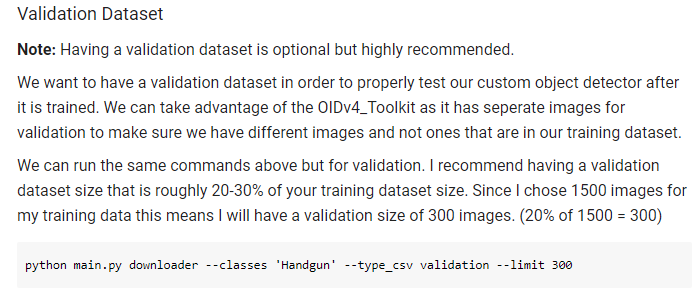 Validation Dataset
Note: Having a validation dataset is optional but highly recommended.
We want to have a validation dataset in order to properly test our custom object detector after
it is trained. We can take advantage of the OIDv4_Toolkit as it has seperate images for
validation to make sure we have different images and not ones that are in our training dataset.
We can run the same commands above but for validation. I recommend having a validation
dataset size that is roughly 20-30% of your training dataset size. Since I chose 1500 images for
my training data this means I will have a validation size of 300 images. (20% of 1500 = 300)
python main.py downloader --classes 'Handgun' --type_csv validation --limit 300